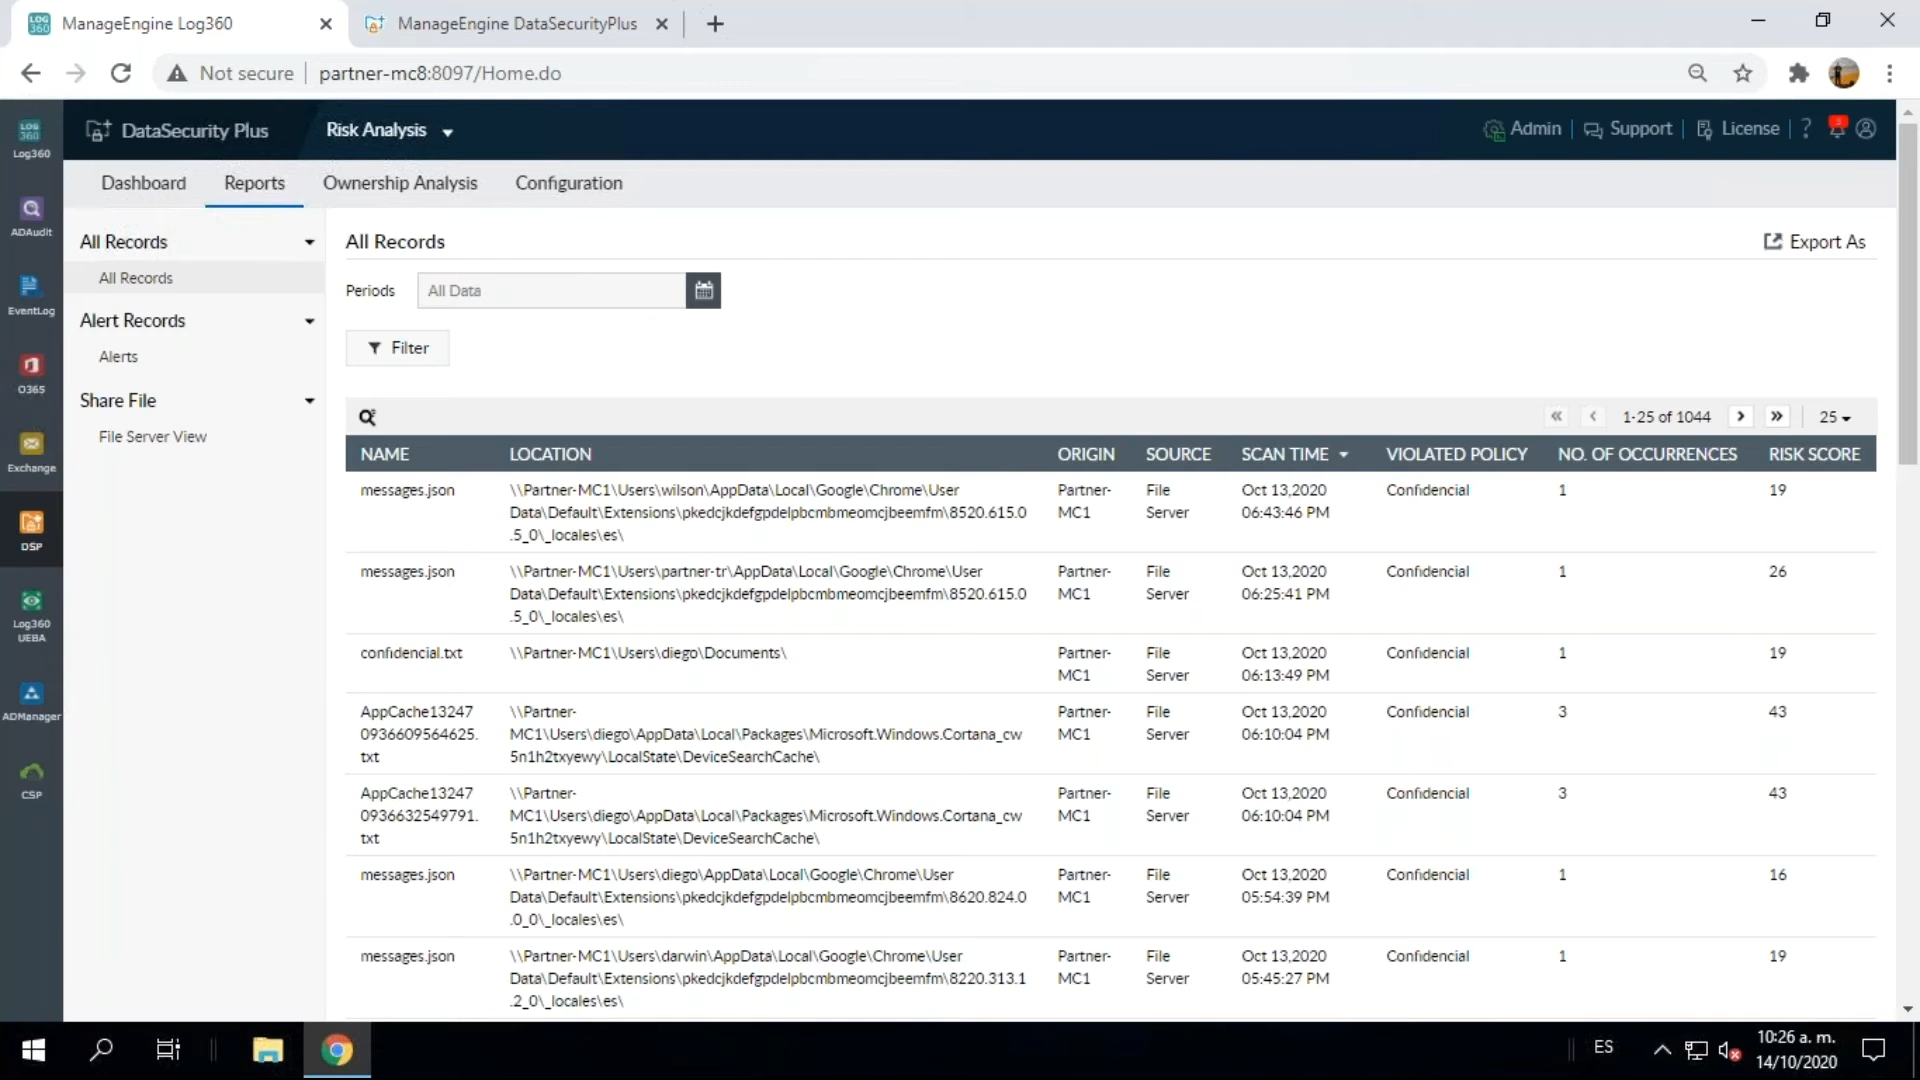 ManageEngine Log360
ManageEngine DataSecurityPlus
Not secure
partner-mc8:8097/Home.do
LOG
360
Log360
DataSecurity Plus
Risk Analysis
Admin
Support
License
?
3
Dashboard
Reports
Ownership Analysis
Configuration
ADAudit
EventLog
O365
Exchange
DSP
Log360
UEBA
ADManager
CSP
All Records
All Records
Alert Records
Alerts
Share File
File Server View
All Records
Export As
Periods
All Data
Filter
1-25 of 1044
25
NAME LOCATION ORIGIN SOURCE SCAN TIME VIOLATED POLICY NO. OF OCCURRENCES RISK SCORE
messages.json \\Partner-MC1\Users\wilson\AppData\Local\Google\Chrome\User Partner- File Oct 13,2020 Confidencial 1 19
Data\Default\Extensions\pkedcjkdefgpdelpbcmbmeomcjbeemfm\8520.615.0 MC1 Server 06:43:46 PM
.5_0\_locales\es\
messages.json \\Partner-MC1\Users\partner-tr\AppData\Local\Google\Chrome\User Partner- File Oct 13,2020 Confidencial 1 26
Data\Default\Extensions\pkedcjkdefgpdelpbcmbmeomcjbeemfm\8520.615.0 MC1 Server 06:25:41 PM
.5_0\_locales\es\
confidencial.txt \\Partner-MC1\Users\diego\Documents\ Partner- File Oct 13,2020 Confidencial 1 19
MC1 Server 06:13:49 PM
AppCache13247 \\Partner- Partner- File Oct 13,2020 Confidencial 3 43
0936609564625. MC1\Users\diego\AppData\Local\Packages\Microsoft.Windows.Cortana_cw MC1 Server 06:10:04 PM
txt 5n1h2txyewy\LocalState\DeviceSearchCache\
AppCache13247 \\Partner- Partner- File Oct 13,2020 Confidencial 3 43
0936632549791. MC1\Users\diego\AppData\Local\Packages\Microsoft.Windows.Cortana_cw MC1 Server 06:10:04 PM
txt 5n1h2txyewy\LocalState\DeviceSearchCache\
messages.json \\Partner-MC1\Users\diego\AppData\Local\Google\Chrome\User Partner- File Oct 13,2020 Confidencial 1 16
Data\Default\Extensions\pkedcjkdefgpdelpbcmbmeomcjbeemfm\8620.824.0 MC1 Server 05:54:39 PM
.0_0\_locales\es\
messages.json \\Partner-MC1\Users\darwin\AppData\Local\Google\Chrome\User Partner- File Oct 13,2020 Confidencial 1 19
Data\Default\Extensions\pkedcjkdefgpdelpbcmbmeomcjbeemfm\8220.313.1 MC1 Server 05:45:27 PM
.2_0\_locales\es\
ES
10:26 a. m.
14/10/2020